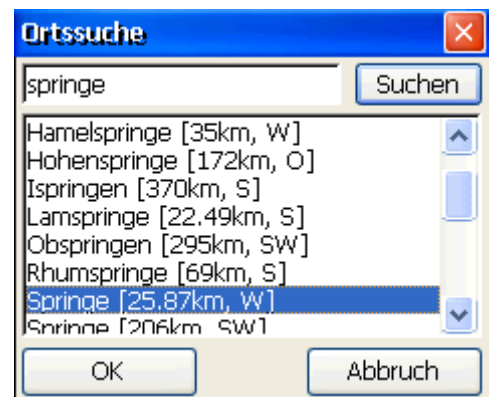 Ortssuche
springe
Suchen
Hamelspringe [35km, W]
Hohenspringe [172km, O]
Ispringen [370km, S]
Lamspringe [22.49km, S]
Obspringen [295km, SW]
Rhumspringe [69km, S]
Springe [25.87km, W]
Springe [206km, SW]
OK
Abbruch